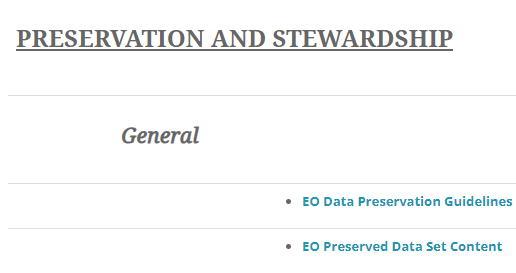 PRESERVATION AND STEWARDSHIP
General
• EO Data Preservation Guidelines
• EO Preserved Data Set Content